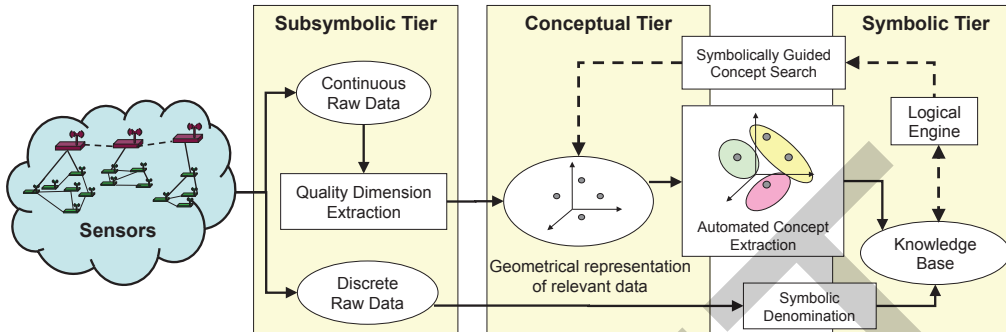 Subsymbolic Tier
Conceptual Tier
Symbolic Tier
Symbolically Guided
Concept Search
Continuous
Raw Data
Logical
Engine
Quality Dimension
Extraction
Sensors
Automated Concept
Extraction
Knowledge
Base
Geometrical representation
of relevant data
Discrete
Raw Data
Symbolic
Denomination